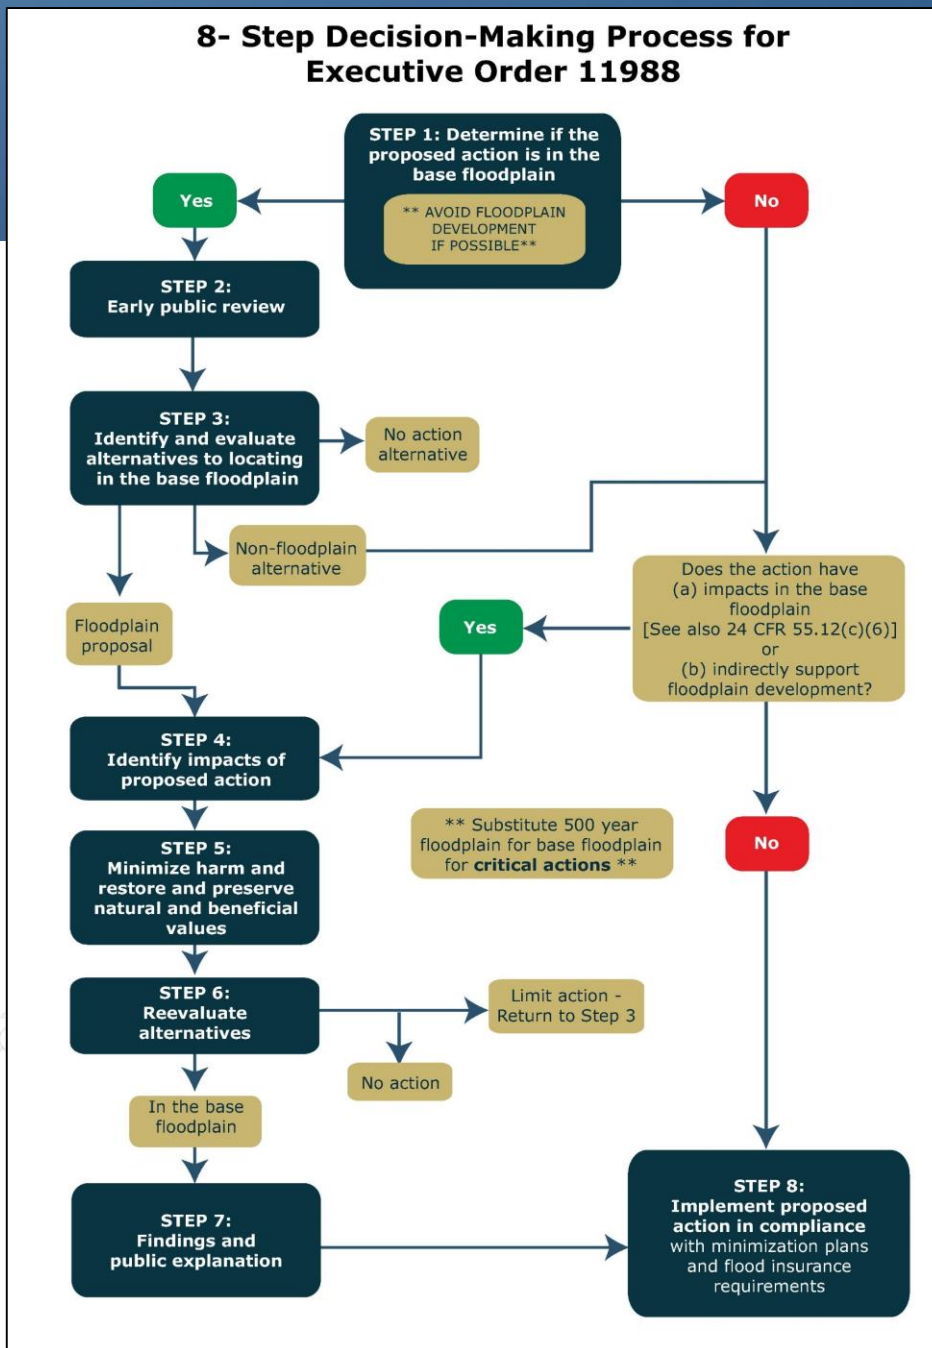 8- Step Decision-Making Process for
Executive Order 11988
STEP 1: Determine if the
proposed action is in the
base floodplain
** AVOID FLOODPLAIN
DEVELOPMENT
IF POSSIBLE**
Yes
No
STEP 2:
Early public review
STEP 3:
Identify and evaluate
alternatives to locating
in the base floodplain
No action
alternative
Non-floodplain
alternative
Floodplain
proposal
Does the action have
(a) impacts in the base
floodplain
[See also 24 CFR 55.12(c)(6)]
or
(b) indirectly support
floodplain development?
Yes
STEP 4:
Identify impacts of
proposed action
** Substitute 500 year
floodplain for base floodplain
for critical actions **
No
STEP 5:
Minimize harm and
restore and preserve
natural and beneficial
values
STEP 6:
Reevaluate
alternatives
Limit action -
Return to Step 3
No action
In the base
floodplain
STEP 7:
Findings and
public explanation
STEP 8:
Implement proposed
action in compliance
with minimization plans
and flood insurance
requirements